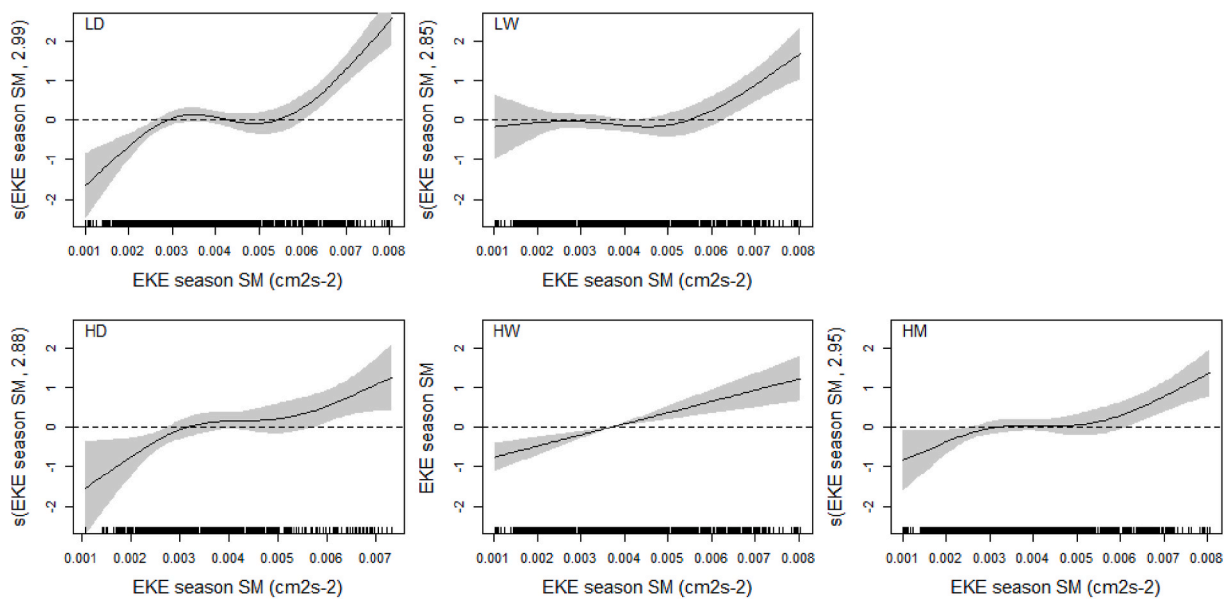 LD
s(EKE season SM , 2.99)
2
1
0
-1
-2
0.001 0.002 0.003 0.004 0.005 0.006 0.007 0.008
EKE season SM (cm2s-2)
LW
s(EKE season SM , 2.85)
2
1
0
-1
-2
0.001 0.002 0.003 0.004 0.005 0.006 0.007 0.008
EKE season SM (cm2s-2)
HD
s(EKE season SM , 2.88)
2
1
0
-1
-2
0.001 0.002 0.003 0.004 0.005 0.006 0.007
EKE season SM (cm2s-2)
HW
EKE season SM
2
1
0
-1
-2
0.001 0.002 0.003 0.004 0.005 0.006 0.007 0.008
EKE season SM (cm2s-2)
HM
s(EKE season SM , 2.95)
2
1
0
-1
-2
0.001 0.002 0.003 0.004 0.005 0.006 0.007 0.008
EKE season SM (cm2s-2)